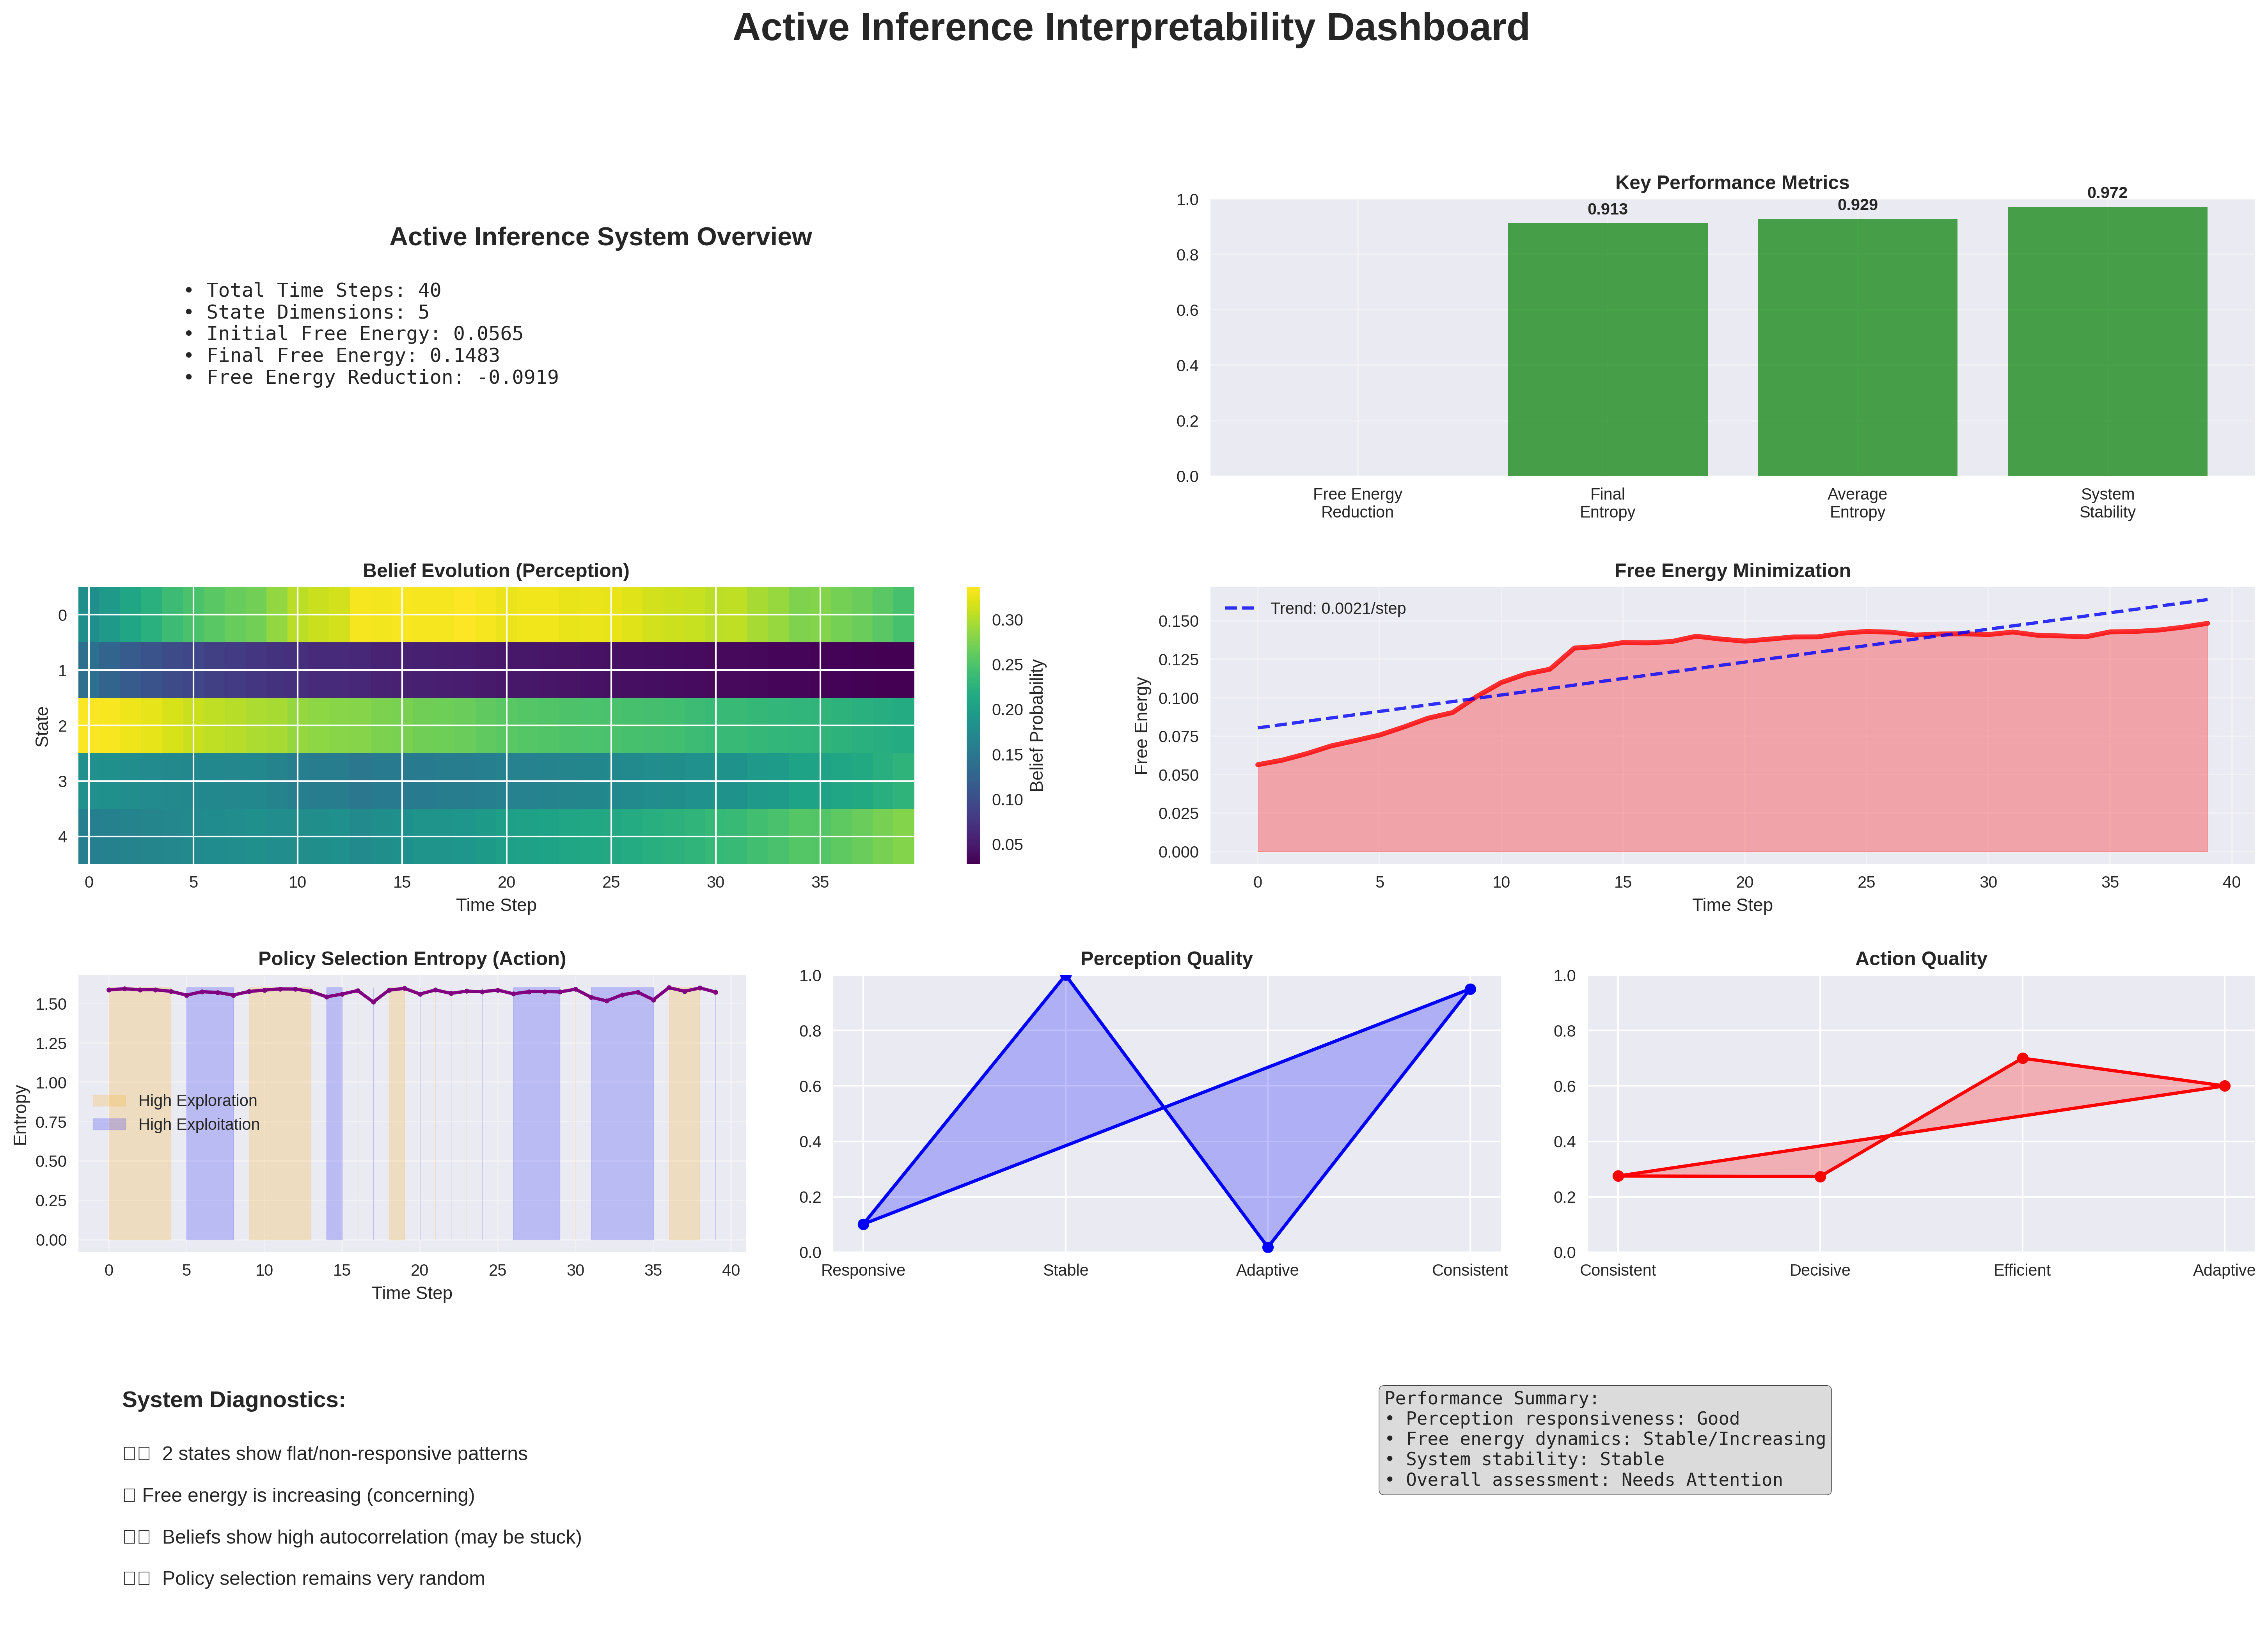 Active Inference Interpretability Dashboard
Active Inference System Overview
• Total Time Steps: 40
• State Dimensions: 5
• Initial Free Energy: 0.0565
• Final Free Energy: 0.1483
• Free Energy Reduction: -0.0919
Key Performance Metrics
1.0
0.8
0.6
0.4
0.2
0.0
0.913
0.929
0.972
Free Energy
Reduction
Final
Entropy
Average
Entropy
System
Stability
Belief Evolution (Perception)
State
0
1
2
3
4
0 5 10 15 20 25 30 35
Time Step
0.30
0.25
0.20
0.15
0.10
0.05
Belief Probability
Free Energy Minimization
Trend: 0.0021/step
Free Energy
0.150
0.125
0.100
0.075
0.050
0.025
0.000
0 5 10 15 20 25 30 35 40
Time Step
Policy Selection Entropy (Action)
Entropy
1.50
1.25
1.00
0.75
0.50
0.25
0.00
High Exploration
High Exploitation
0 5 10 15 20 25 30 35 40
Time Step
Perception Quality
1.0
0.8
0.6
0.4
0.2
0.0
Responsive Stable Adaptive Consistent
Action Quality
1.0
0.8
0.6
0.4
0.2
0.0
Consistent Decisive Efficient Adaptive
System Diagnostics:
2 states show flat/non-responsive patterns
Free energy is increasing (concerning)
Beliefs show high autocorrelation (may be stuck)
Policy selection remains very random
Performance Summary:
• Perception responsiveness: Good
• Free energy dynamics: Stable/Increasing
• System stability: Stable
• Overall assessment: Needs Attention